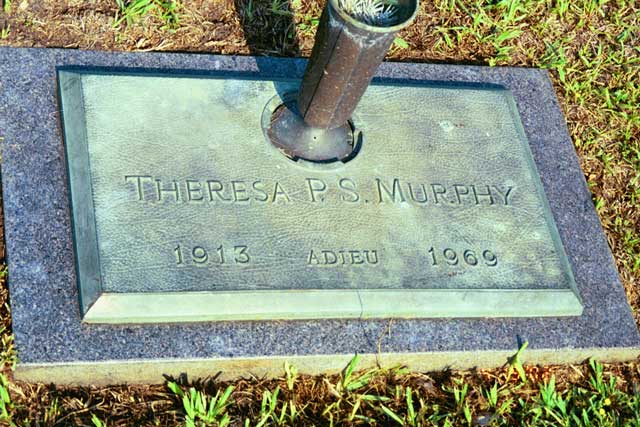 THERESA P. S. MURPHY
1913 ADIEU 1969